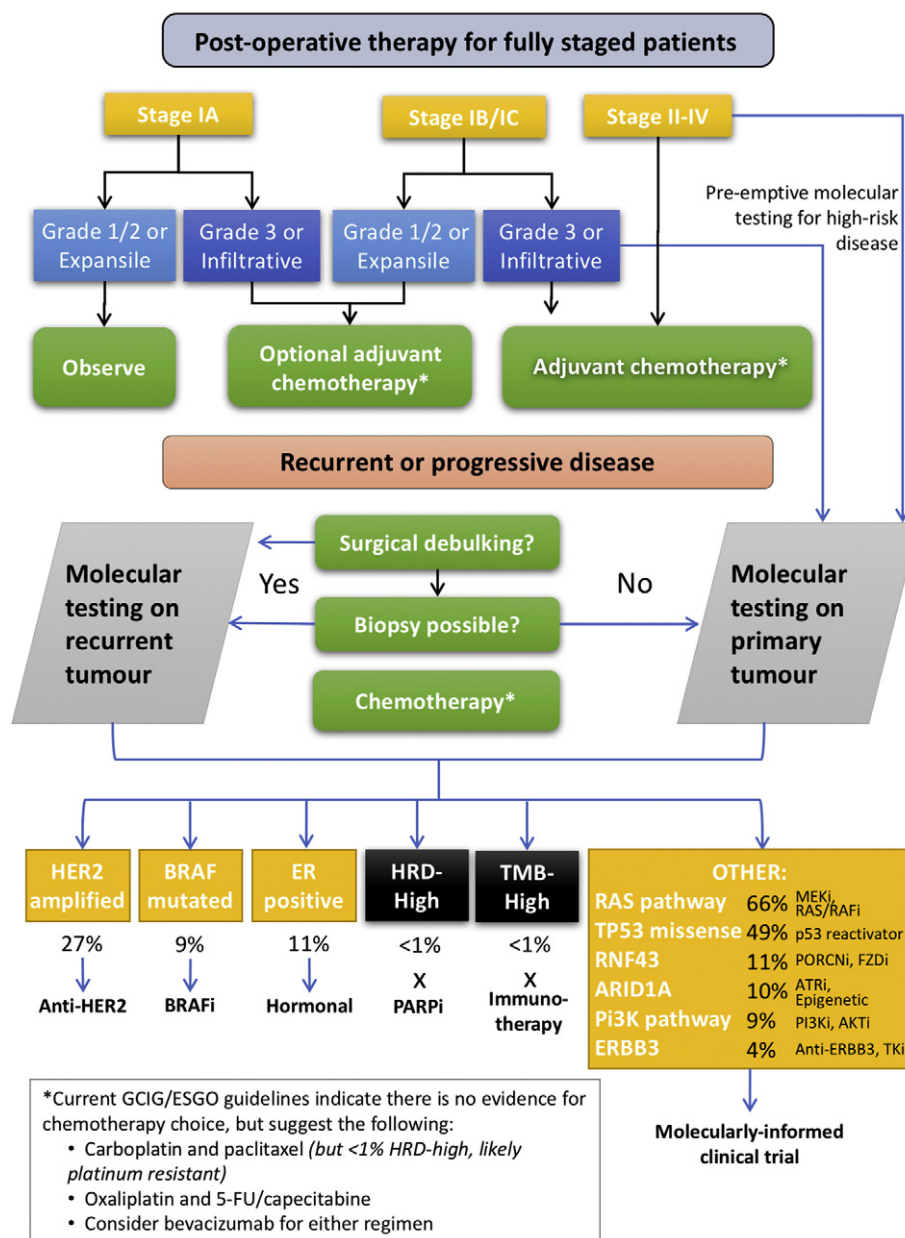 Post-operative therapy for fully staged patients
Stage IA
Stage IB/IC
Stage II-IV
Pre-emptive molecular
testing for high-risk
disease
Grade 1/2 or
Expansile
Grade 3 or
Infiltrative
Grade 1/2 or
Expansile
Grade 3 or
Infiltrative
Observe
Optional adjuvant
chemotherapy*
Adjuvant chemotherapy*
Recurrent or progressive disease
Surgical debulking?
Molecular
testing on
recurrent
tumour
Yes
No
Molecular
testing on
primary
tumour
Biopsy possible?
Chemotherapy*
HER2
amplified
27%
Anti-HER2
BRAF
mutated
9%
BRAFi
ER
positive
11%
Hormonal
HRD-
High
<1%
X
PARPi
TMB-
High
<1%
X
Immuno-
therapy
OTHER:
RAS pathway 66% MEKi,
RAS/RAFi
TP53 missense 49% p53 reactivator
RNF43 11% PORCNi, FZDi
ARID1A 10% ATRi,
Epigenetic
Pi3K pathway 9% PI3Ki, AKTi
ERBB3 4% Anti-ERBB3, TKi
Molecularly-informed
clinical trial
*Current GCIG/ESGO guidelines indicate there is no evidence for
chemotherapy choice, but suggest the following:
• Carboplatin and paclitaxel (but <1% HRD-high, likely
platinum resistant)
• Oxaliplatin and 5-FU/capecitabine
• Consider bevacizumab for either regimen